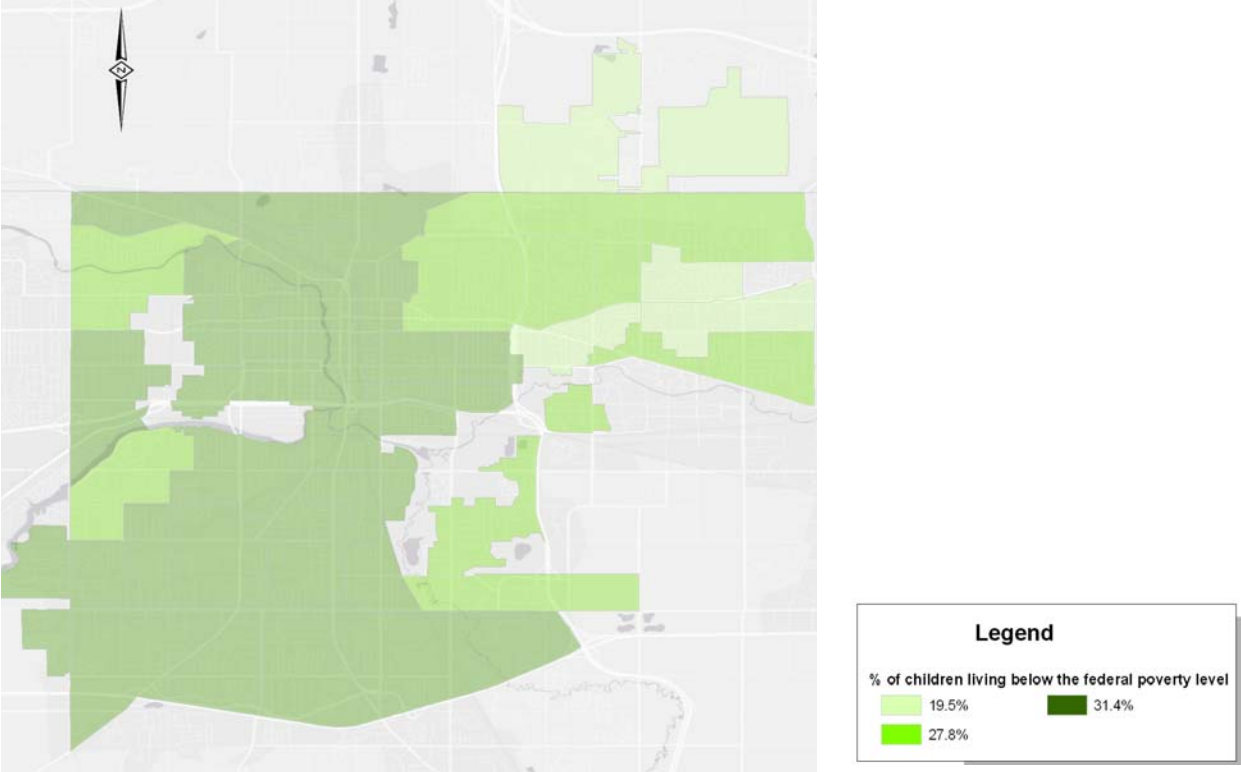 N
Legend
% of children living below the federal poverty level
19.5%
31.4%
27.8%